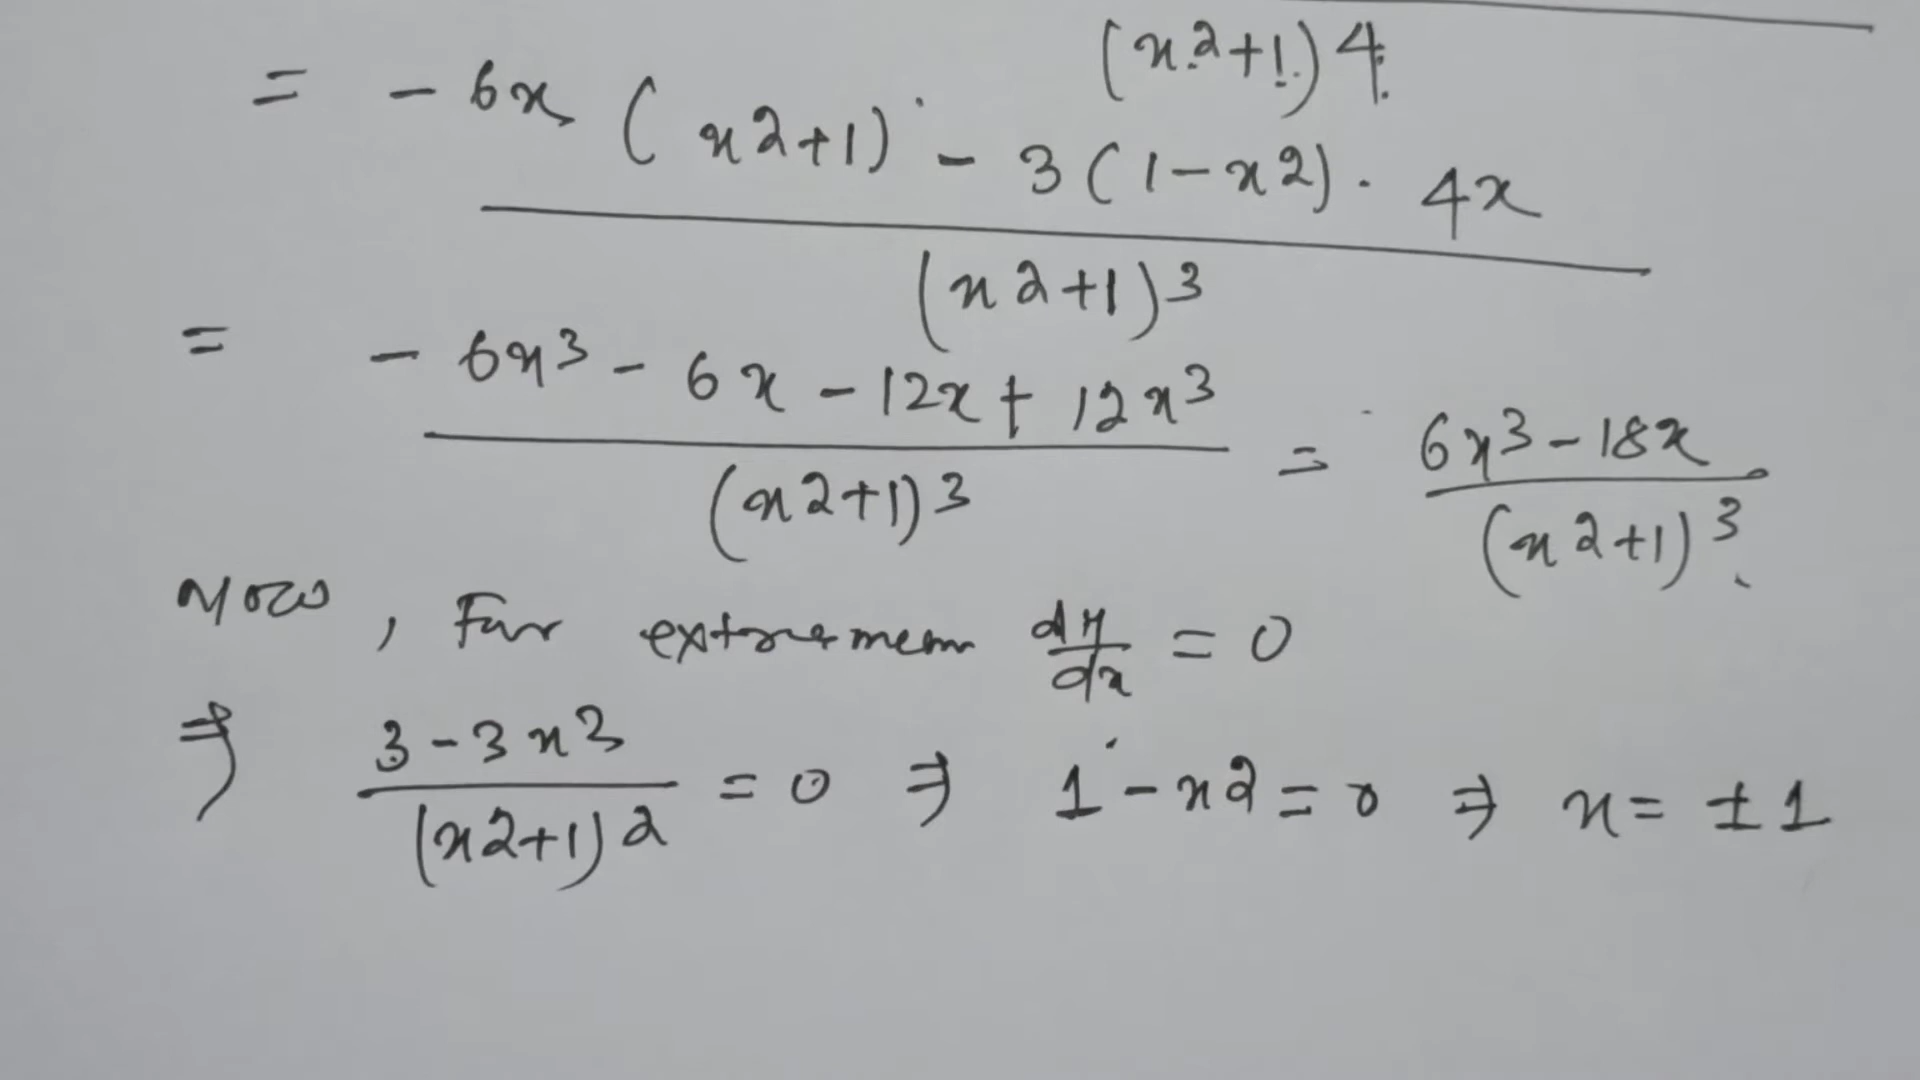 (x2+1)4
= - 6x (x2+1) - 3(1-x2). 4x
(x2+1)3
= - 6x3 - 6x - 12x + 12x3 = 6x3 - 18x
(x2+1)3 (x2+1)3.
Now, For extremem dy/dx = 0
⇒ 3-3x2/(x2+1)2 = 0 ⇒ 1-x2=0 ⇒ x= ±1